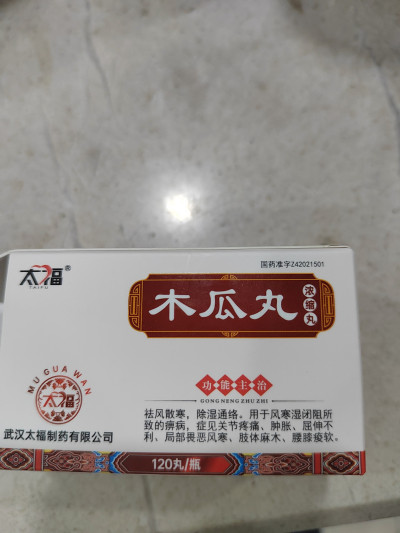 国药准字Z42021501
太福®
TAIFU
木瓜丸
浓缩丸
功能主治
GONG NENG ZHU ZHI
MU GUA WAN
太福
祛风散寒，除湿通络。用于风寒湿闭阻所
致的痹病，症见关节疼痛、肿胀、屈伸不
利、局部畏恶风寒、肢体麻木、腰膝痠软。
武汉太福制药有限公司
120丸/瓶